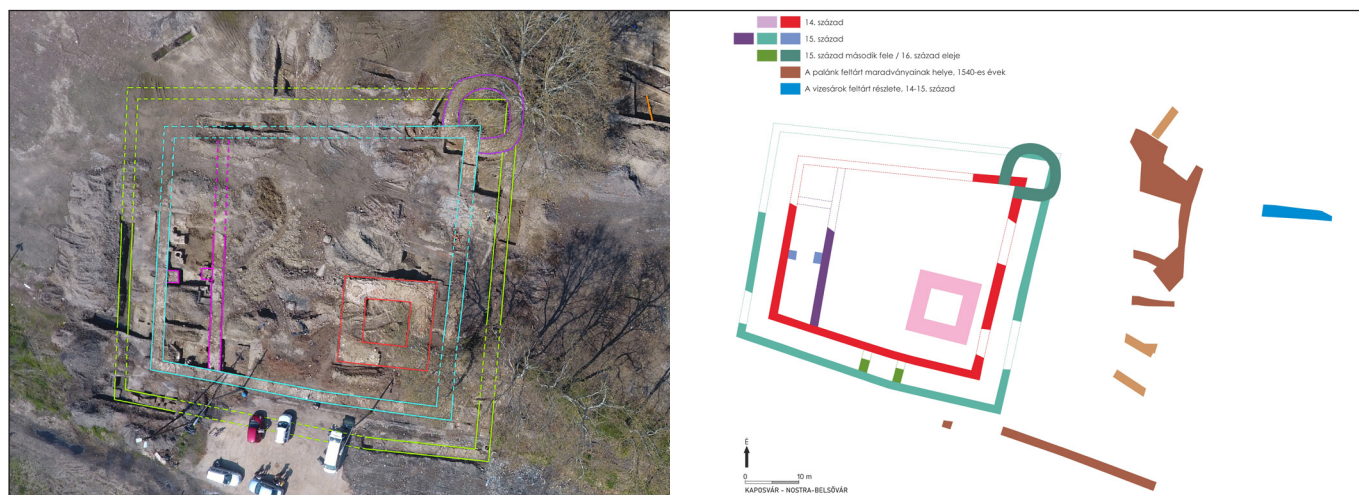 14. század
15. század
15. század második fele / 16. század eleje
A palánk feltárt maradványainak helye, 1540-es évek
A vizesárok feltárt részlete, 14-15. század
É
0 10 m
KAPOSVÁR - NOSTRA-BELSŐVÁR